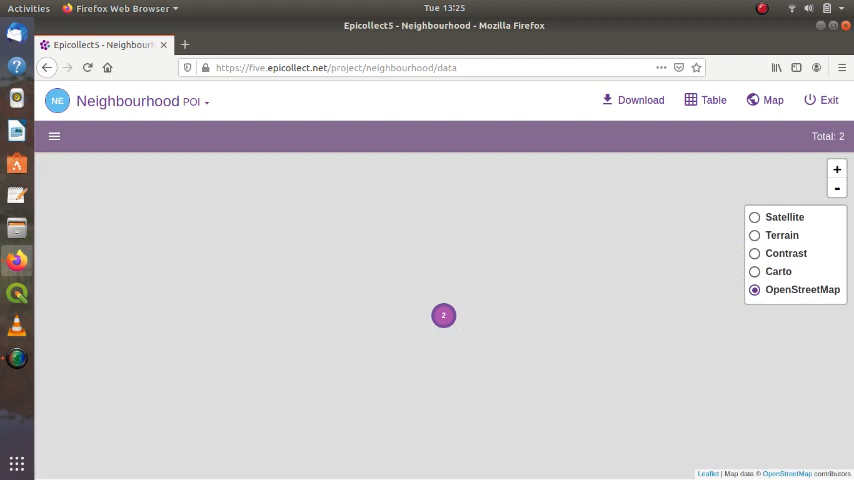 Activities
Firefox Web Browser
Tue 13:25
Epicollect5 - Neighbourhood - Mozilla Firefox
Epicollect5 - Neighbourh
https://five.epicollect.net/project/neighbourhood/data
NE
Neighbourhood POI
Download
Table
Map
Exit
Total: 2
+
-
Satellite
Terrain
Contrast
Carto
OpenStreetMap
2
Leaflet | Map data © OpenStreetMap contributors